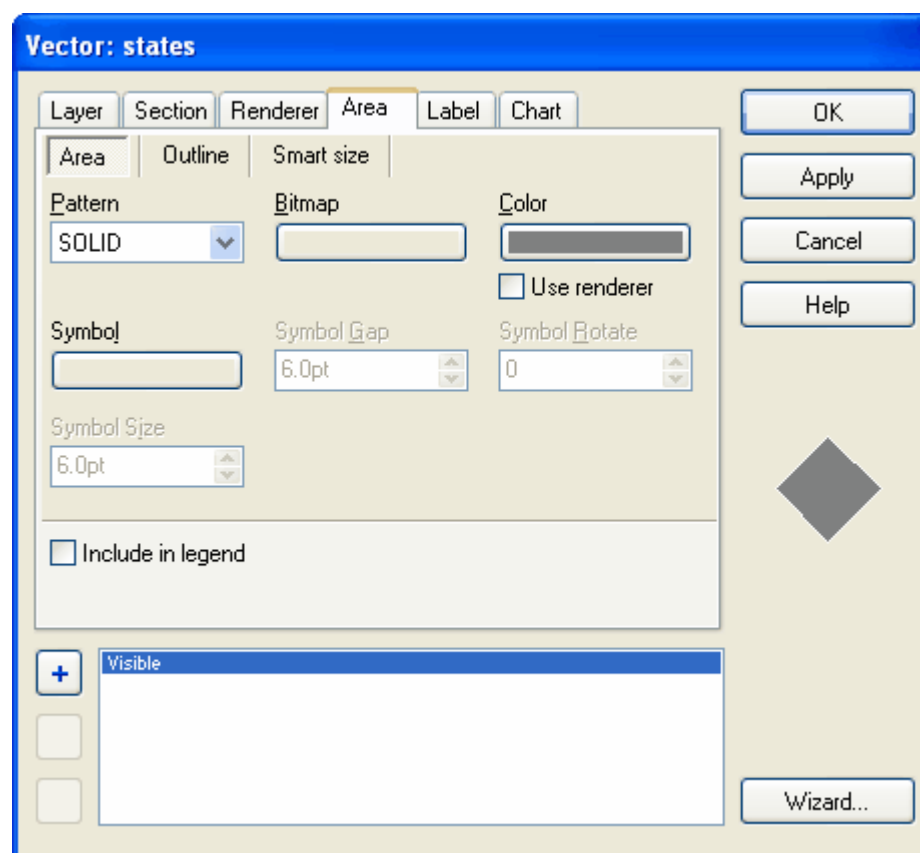 Vector: states
Layer Section Renderer Area Label Chart
OK
Area Outline Smart size
Apply
Pattern Bitmap Color
SOLID
Cancel
Use renderer
Help
Symbol Symbol Gap Symbol Rotate
6.0pt 0
Symbol Size
6.0pt
Include in legend
+
Visible
Wizard...